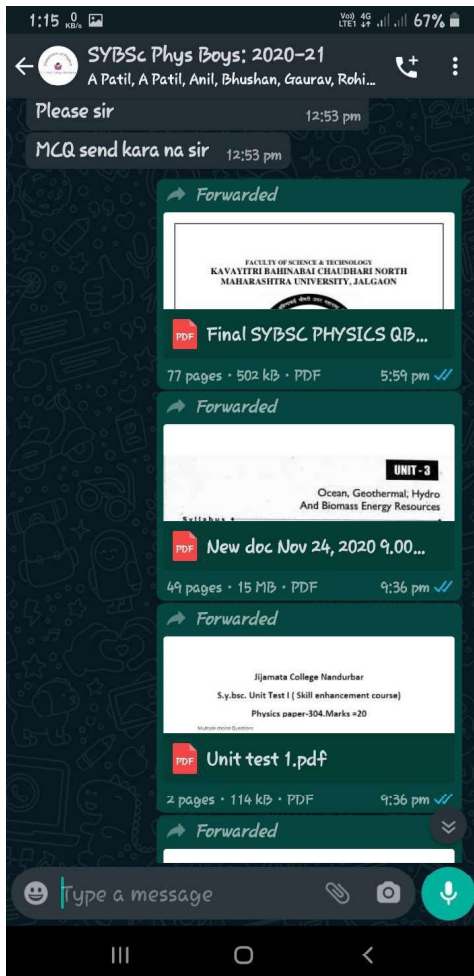 1:15 0 KB/s Vo)) LTE1 4G 67%
SYBSc Phys Boys: 2020-21
A Patil, A Patil, Anil, Bhushan, Gaurav, Rohi...
Please sir
12:53 pm
MCQ send kara na sir 12:53 pm
Forwarded
FACULTY OF SCIENCE & TECHNOLOGY
KAVAYITRI BAHINABAI CHAUDHARI NORTH
MAHARASHTRA UNIVERSITY, JALGAON
PDF Final SYBSC PHYSICS QB...
77 pages • 502 kB • PDF 5:59 pm
Forwarded
UNIT - 3
Ocean, Geothermal, Hydro
And Biomass Energy Resources
Syllabus
PDF New doc Nov 24, 2020 9.00...
49 pages • 15 MB • PDF 9:36 pm
Forwarded
Jijamata College Nandurbar
S.y.bsc. Unit Test I ( Skill enhancement course)
Physics paper-304.Marks =20
Multiple choice Questions
PDF Unit test 1.pdf
2 pages • 114 kB • PDF 9:36 pm
Forwarded
Type a message